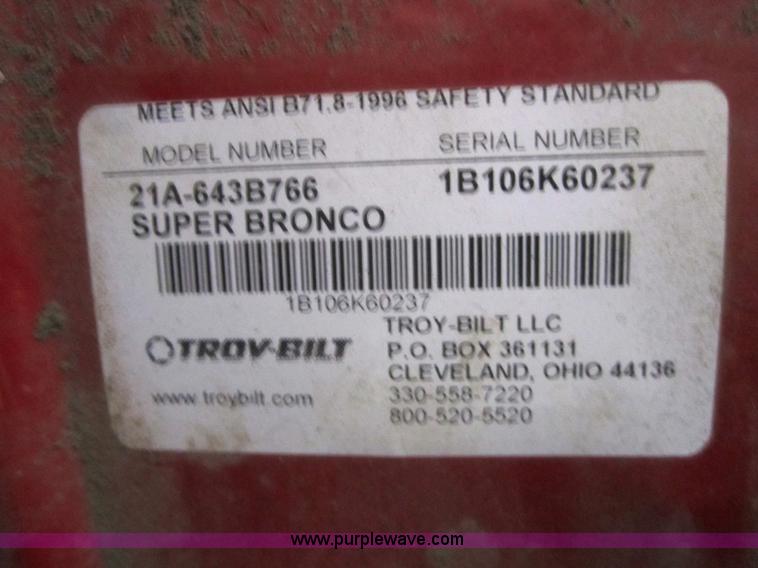 MEETS ANSI B71.8-1996 SAFETY STANDARD
MODEL NUMBER SERIAL NUMBER
21A-643B766 1B106K60237
SUPER BRONCO
1B106K60237
TROY-BILT
www.troybilt.com
TROY-BILT LLC
P.O. BOX 361131
CLEVELAND, OHIO 44136
330-558-7220
800-520-5520
www.purplewave.com